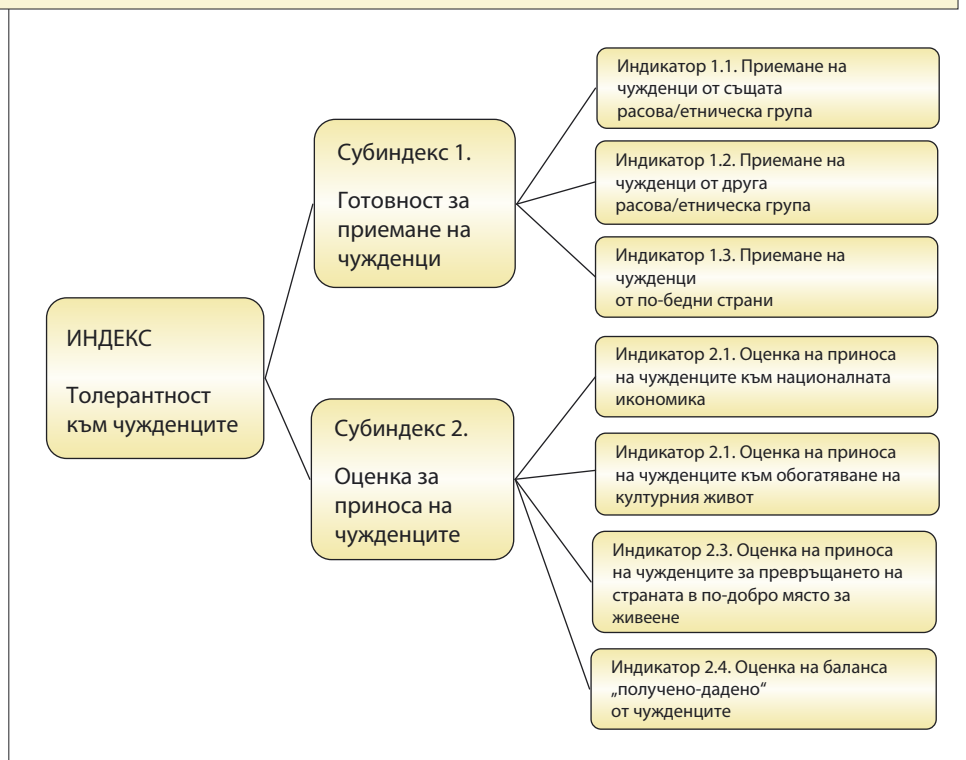 ИНДЕКС
Толерантност
към чужденците
Субиндекс 1.
Готовност за
приемане на
чужденци
Индикатор 1.1. Приемане на
чужденци от същата
расова/етническа група
Индикатор 1.2. Приемане на
чужденци от друга
расова/етническа група
Индикатор 1.3. Приемане на
чужденци
от по-бедни страни
Субиндекс 2.
Оценка за
приноса на
чужденците
Индикатор 2.1. Оценка на приноса
на чужденците към националната
икономика
Индикатор 2.1. Оценка на приноса
на чужденците към обогатяване на
културния живот
Индикатор 2.3. Оценка на приноса
на чужденците за превръщането на
страната в по-добро място за
живеене
Индикатор 2.4. Оценка на баланса
„получено-дадено“
от чужденците